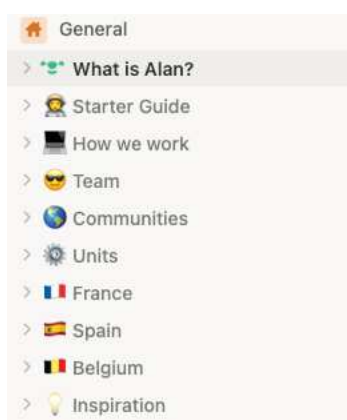 General
What is Alan?
Starter Guide
How we work
Team
Communities
Units
France
Spain
Belgium
Inspiration